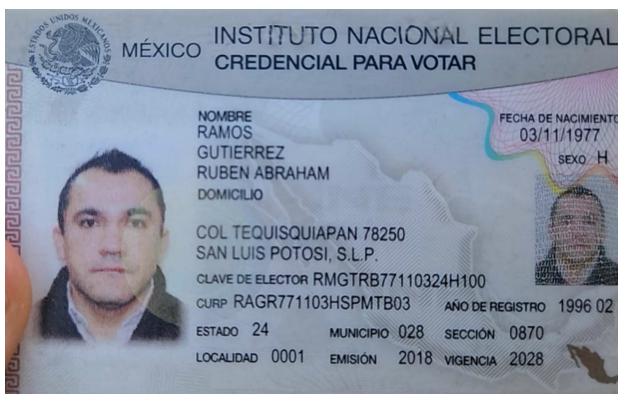 ESTADOS UNIDOS MEXICANOS
MÉXICO INSTITUTO NACIONAL ELECTORAL
CREDENCIAL PARA VOTAR
NOMBRE
RAMOS
GUTIERREZ
RUBEN ABRAHAM
FECHA DE NACIMIENTO
03/11/1977
SEXO H
DOMICILIO
COL TEQUISQUIAPAN 78250
SAN LUIS POTOSI, S.L.P.
CLAVE DE ELECTOR RMGTRB77110324H100
CURP RAGR771103HSPMTB03 AÑO DE REGISTRO 1996 02
ESTADO 24 MUNICIPIO 028 SECCIÓN 0870
LOCALIDAD 0001 EMISIÓN 2018 VIGENCIA 2028